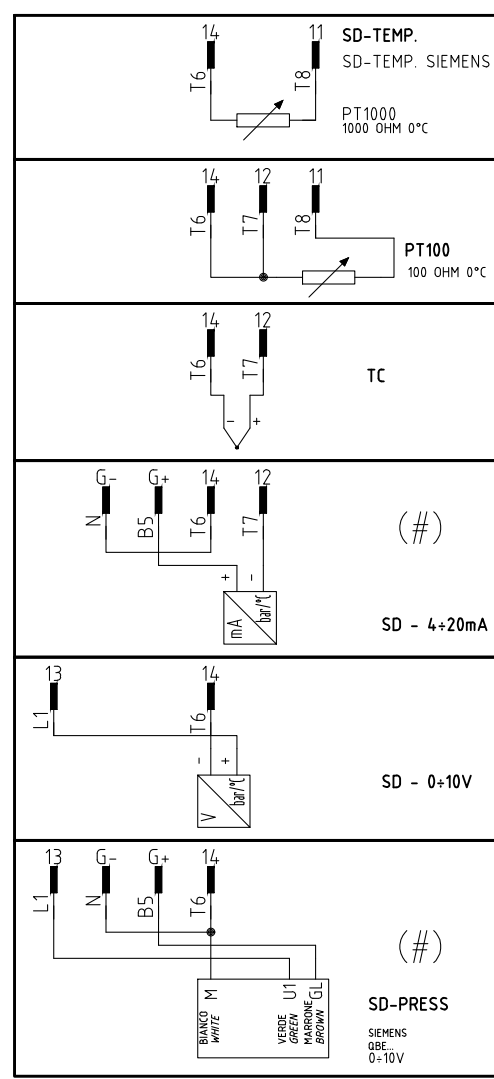 14 11 SD-TEMP.
SD-TEMP. SIEMENS
T6 T8
PT1000
1000 OHM 0°C
14 12 11
T6 T7 T8
PT100
100 OHM 0°C
14 12
T6 T7
TC
- +
G- G+ 14 12
N B5 T6 T7
(#)
+ -
mA bar/°C
SD - 4÷20mA
13 14
L1 T6
- +
V bar/°C
SD - 0÷10V
13 G- G+ 14
L1 N B5 T6
(#)
M U1 GL
BIANCO
WHITE
VERDE
GREEN
MARRONE
BROWN
SD-PRESS
SIEMENS
QBE...
0÷10V